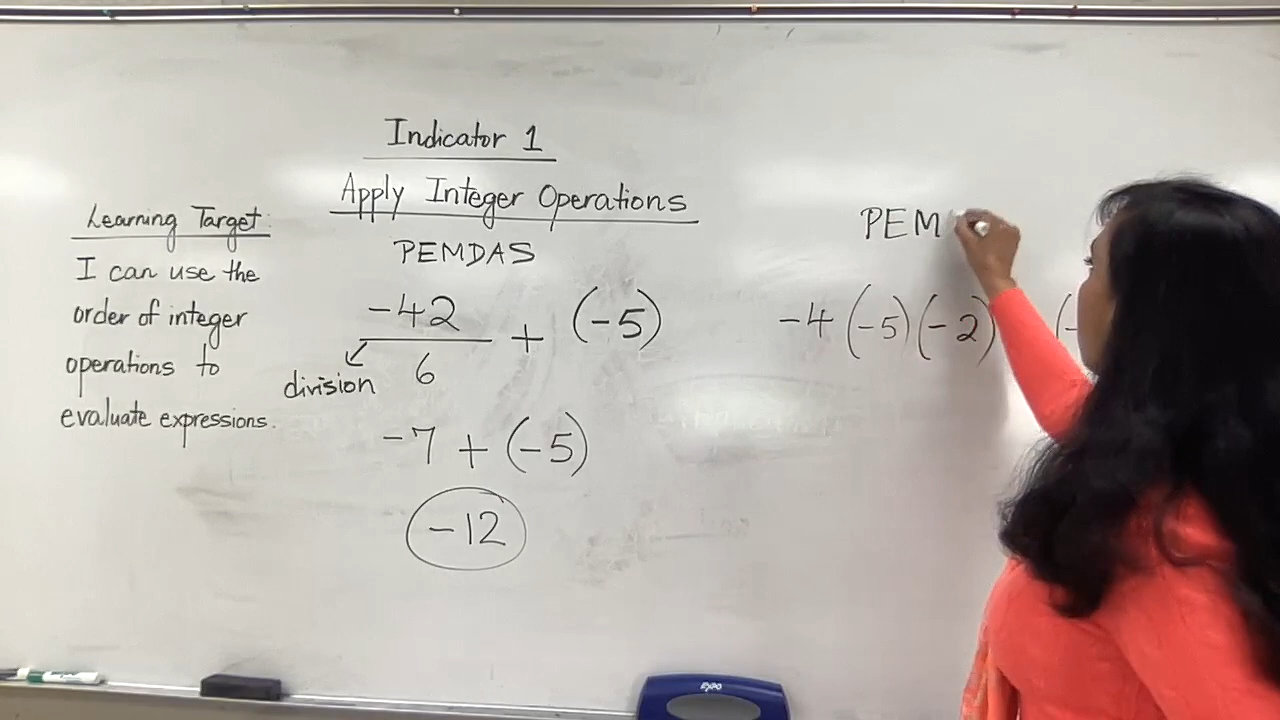 Indicator 1
Apply Integer Operations
Learning Target:
I can use the
order of integer
operations to
evaluate expressions.
PEMDAS
-42
6
+ (-5)
division
-7 + (-5)
-12
PEM
-4 (-5) (-2)
(-
EXPO